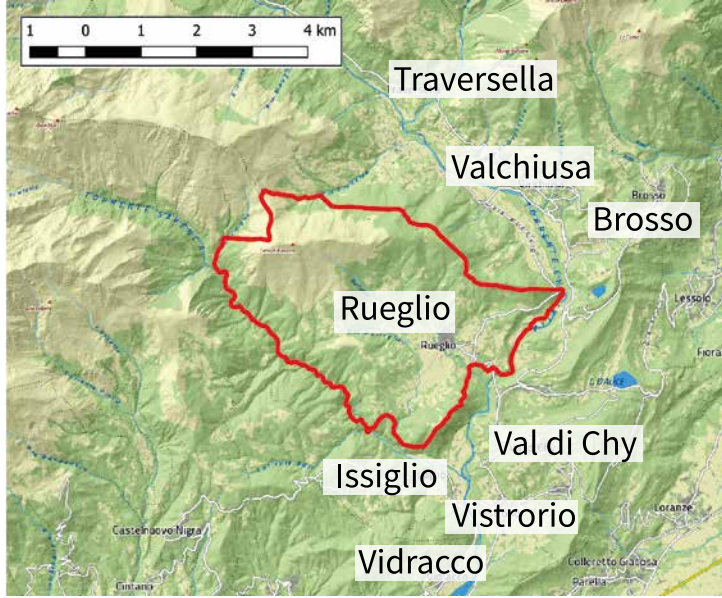 1 0 1 2 3 4 km
Traversella
Valchiusa
Brosso
Brosso
Rueglio
Lessolo
Rueglio
Fiora
Val di Chy
Issiglio
Vistrorio
Loranze
Castelnuovo Nigra
Vidracco
Colleretto Giacosa
Parella
Cintano